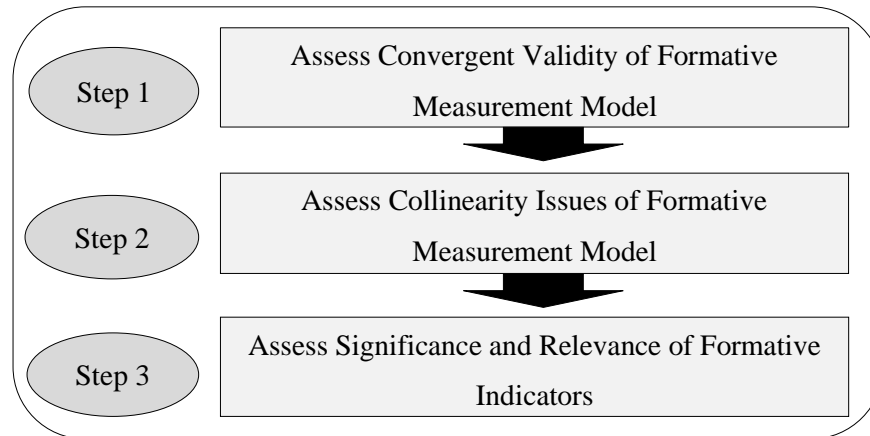 Step 1
Assess Convergent Validity of Formative
Measurement Model
Step 2
Assess Collinearity Issues of Formative
Measurement Model
Step 3
Assess Significance and Relevance of Formative
Indicators